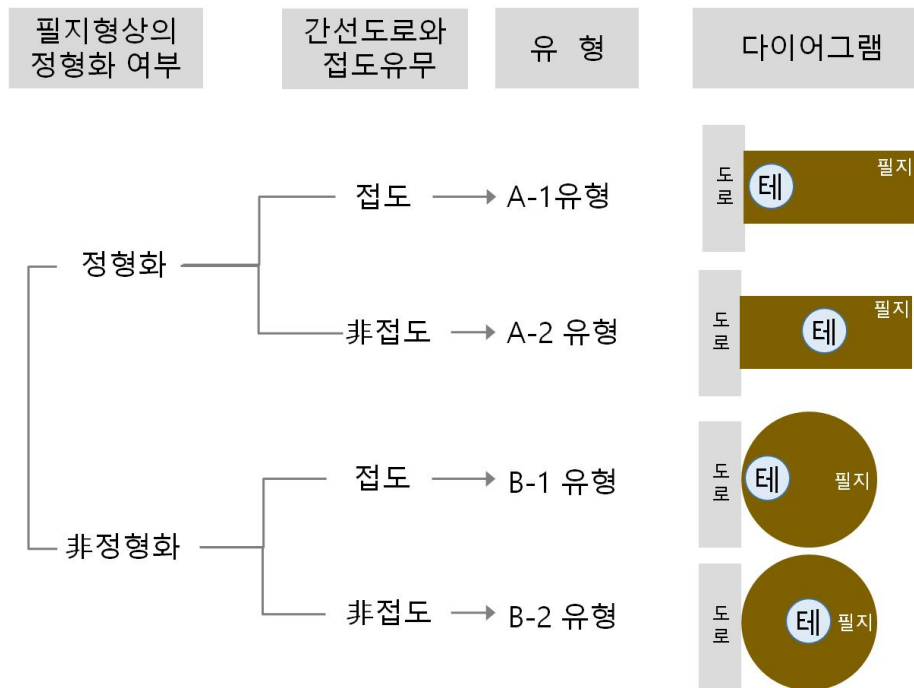 필지형상의
정형화 여부
간선도로와
접도유무
유 형
다이어그램
접도
A-1유형
도로
테
필지
정형화
非접도
A-2 유형
도로
테
필지
접도
B-1 유형
도로
테
필지
非정형화
非접도
B-2 유형
도로
테
필지